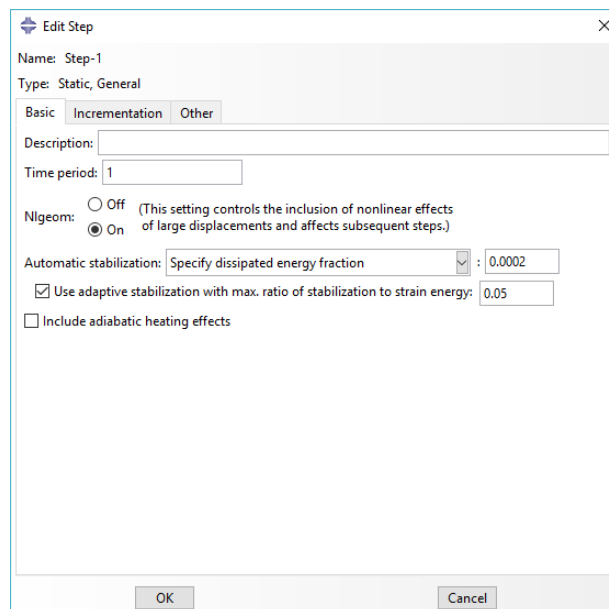 Edit Step
Name: Step-1
Type: Static, General
Basic Incrementation Other
Description:
Time period: 1
Nlgeom: Off (This setting controls the inclusion of nonlinear effects
On of large displacements and affects subsequent steps.)
Automatic stabilization: Specify dissipated energy fraction : 0.0002
Use adaptive stabilization with max. ratio of stabilization to strain energy: 0.05
Include adiabatic heating effects
OK Cancel